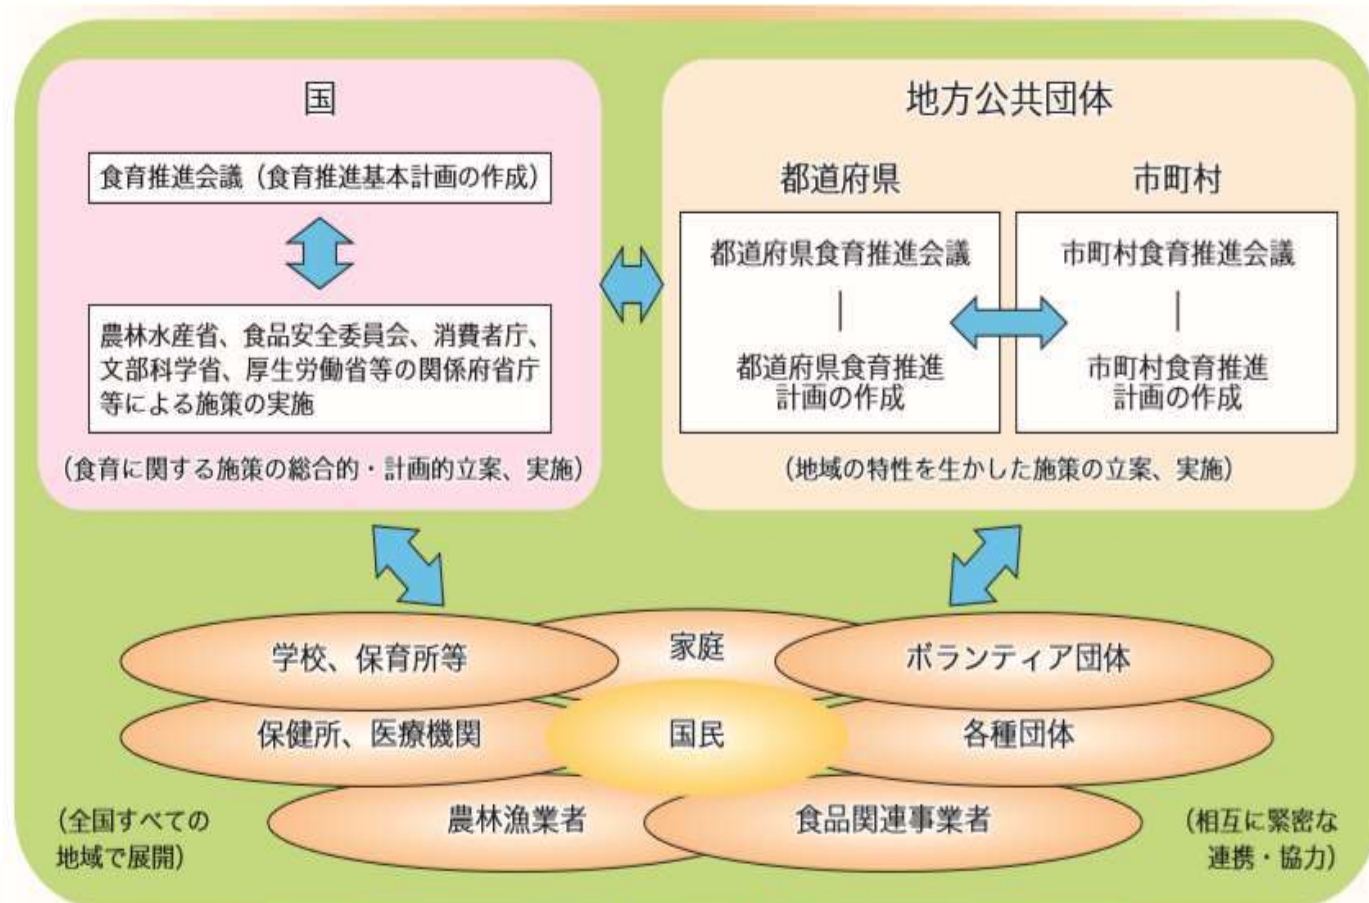 国
食育推進会議（食育推進基本計画の作成）
農林水産省、食品安全委員会、消費者庁、
文部科学省、厚生労働省等の関係府省庁
等による施策の実施
（食育に関する施策の総合的・計画的立案、実施）
地方公共団体
都道府県
都道府県食育推進会議
都道府県食育推進
計画の作成
市町村
市町村食育推進会議
市町村食育推進
計画の作成
（地域の特性を生かした施策の立案、実施）
学校、保育所等
家庭
ボランティア団体
保健所、医療機関
国民
各種団体
農林漁業者
食品関連事業者
（全国すべての
地域で展開）
（相互に緊密な
連携・協力）